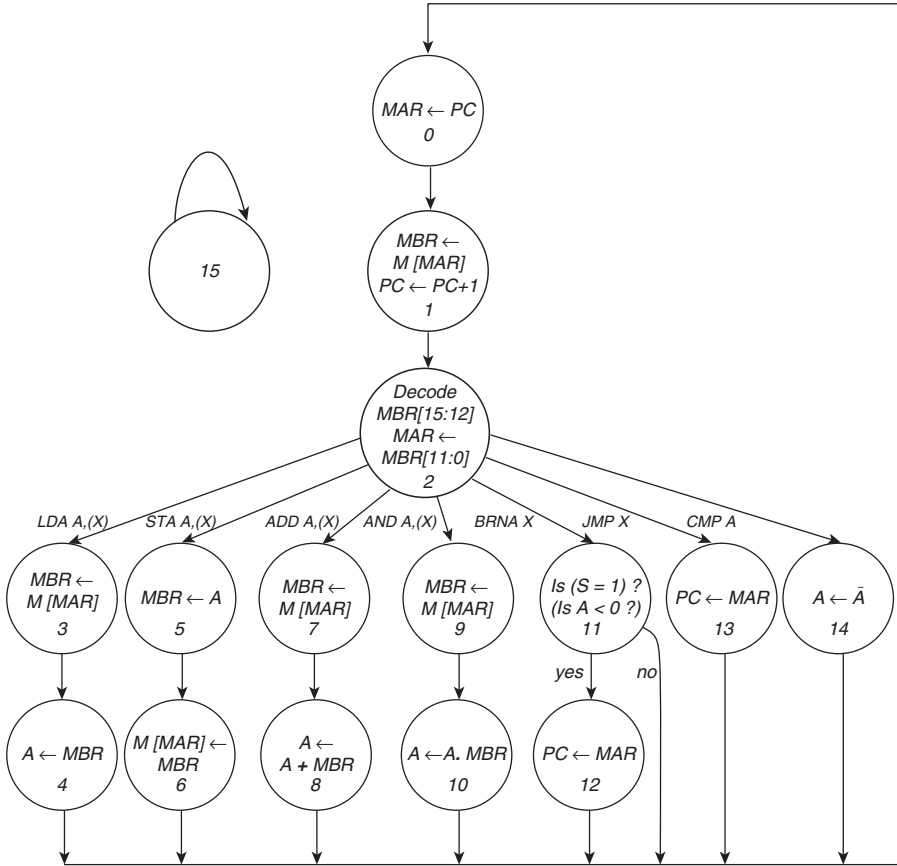 MAR ← PC
0
15
MBR ←
M [MAR]
PC ← PC+1
1
Decode
MBR[15:12]
MAR ←
MBR[11:0]
2
LDA A,(X)
STA A,(X)
ADD A,(X)
AND A,(X)
BRNA X
JMP X
CMP A
MBR ←
M [MAR]
3
MBR ← A
5
MBR ←
M [MAR]
7
MBR ←
M [MAR]
9
Is (S = 1) ?
(Is A < 0 ?)
11
PC ← MAR
13
A ← Ā
14
yes
no
A ← MBR
4
M [MAR] ←
MBR
6
A ←
A + MBR
8
A ← A. MBR
10
PC ← MAR
12